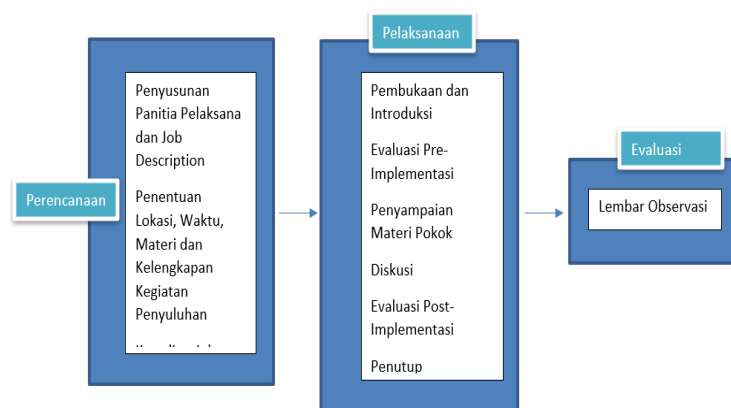 Perencanaan
Penyusunan
Panitia Pelaksana
dan Job
Description
Penentuan
Lokasi, Waktu,
Materi dan
Kelengkapan
Kegiatan
Penyuluhan
Pelaksanaan
Pembukaan dan
Introduksi
Evaluasi Pre-
Implementasi
Penyampaian
Materi Pokok
Diskusi
Evaluasi Post-
Implementasi
Penutup
Evaluasi
Lembar Observasi